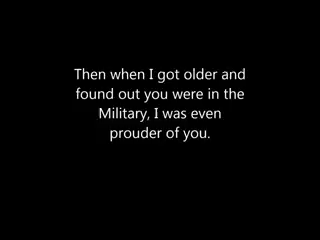 Then when I got older and
found out you were in the
Military, I was even
prouder of you.